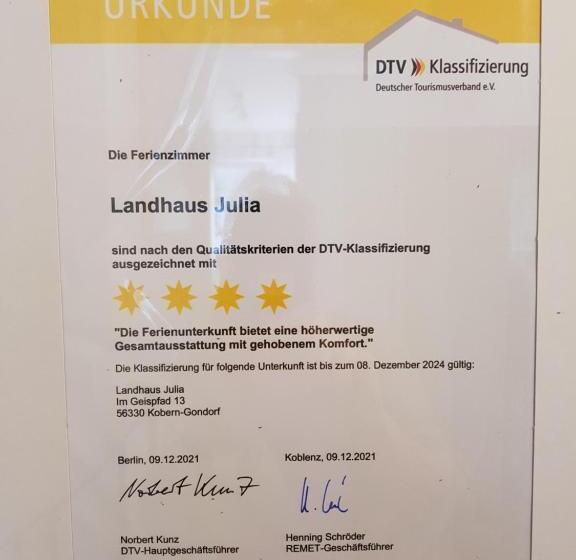 URKUNDE
DTV Klassifizierung
Deutscher Tourismusverband e.V.
Die Ferienzimmer
Landhaus Julia
sind nach den Qualitätskriterien der DTV-Klassifizierung
ausgezeichnet mit
"Die Ferienunterkunft bietet eine höherwertige
Gesamtausstattung mit gehobenem Komfort."
Die Klassifizierung für folgende Unterkunft ist bis zum 08. Dezember 2024 gültig:
Landhaus Julia
Im Geispfad 13
56330 Kobern-Gondorf
Berlin, 09.12.2021
Koblenz, 09.12.2021
Norbert Kunz
Norbert Kunz
DTV-Hauptgeschäftsführer
Henning Schröder
REMET-Geschäftsführer